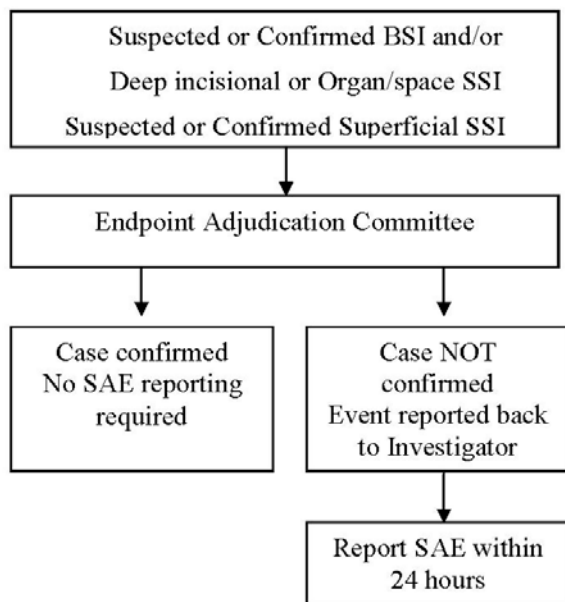 Suspected or Confirmed BSI and/or
Deep incisional or Organ/space SSI
Suspected or Confirmed Superficial SSI
Endpoint Adjudication Committee
Case confirmed
No SAE reporting
required
Case NOT
confirmed
Event reported back
to Investigator
Report SAE within
24 hours